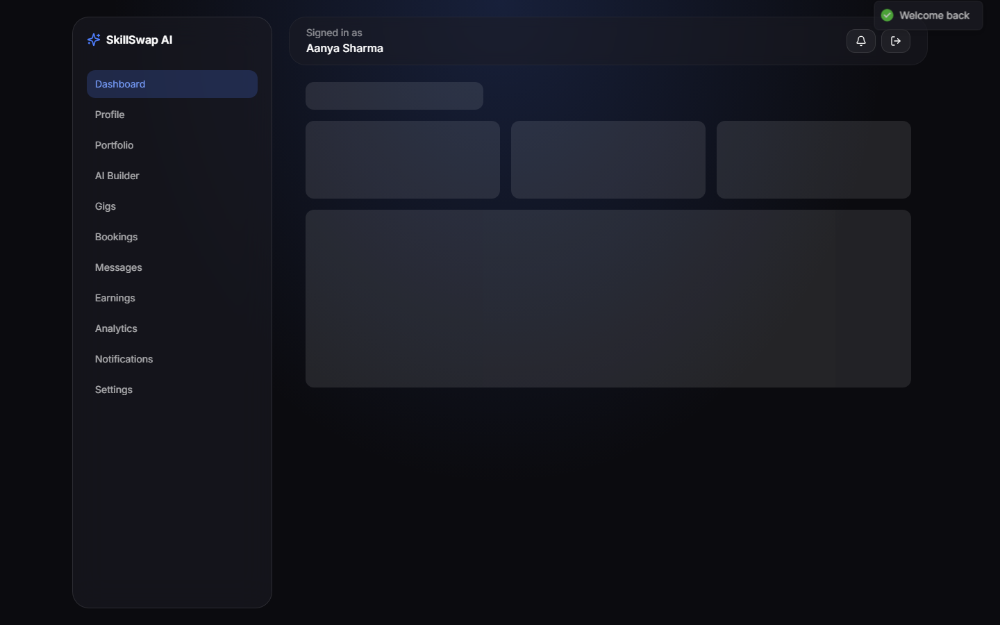 SkillSwap AI
Dashboard
Profile
Portfolio
AI Builder
Gigs
Bookings
Messages
Earnings
Analytics
Notifications
Settings
Signed in as
Aanya Sharma
Welcome back